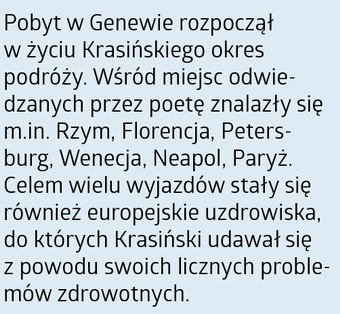 Pobyt w Genewie rozpoczął
w życiu Krasińskiego okres
podróży. Wśród miejsc odwie-
dzanych przez poetę znalazły się
m.in. Rzym, Florencja, Peters-
burg, Wenecja, Neapol, Paryż.
Celem wielu wyjazdów stały się
również europejskie uzdrowiska,
do których Krasiński udawał się
z powodu swoich licznych proble-
mów zdrowotnych.